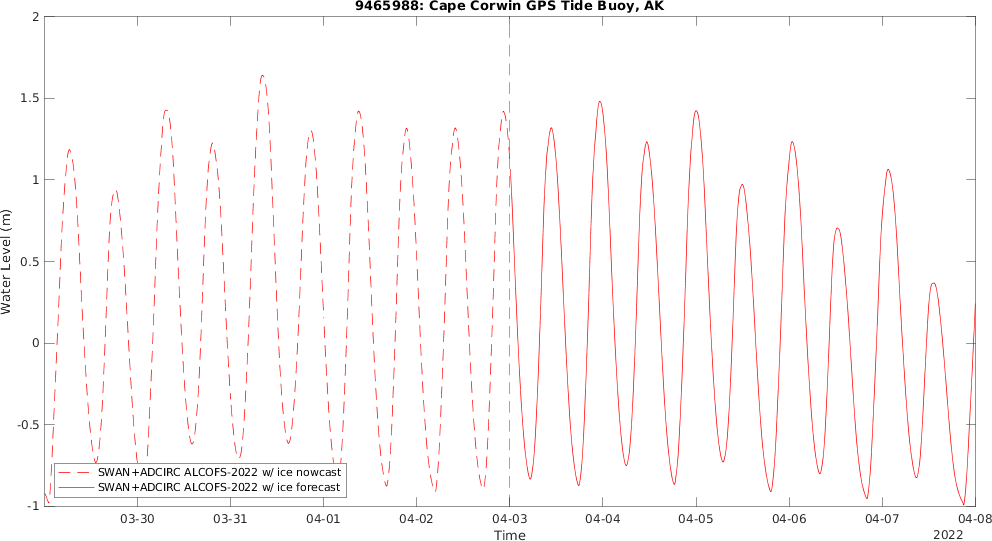 9465988: Cape Corwin GPS Tide Buoy, AK
2
1.5
1
0.5
0
-0.5
-1
Water Level (m)
SWAN+ADCIRC ALCOFS-2022 w/ ice nowcast
SWAN+ADCIRC ALCOFS-2022 w/ ice forecast
03-30 03-31 04-01 04-02 04-03 04-04 04-05 04-06 04-07 04-08
Time
2022